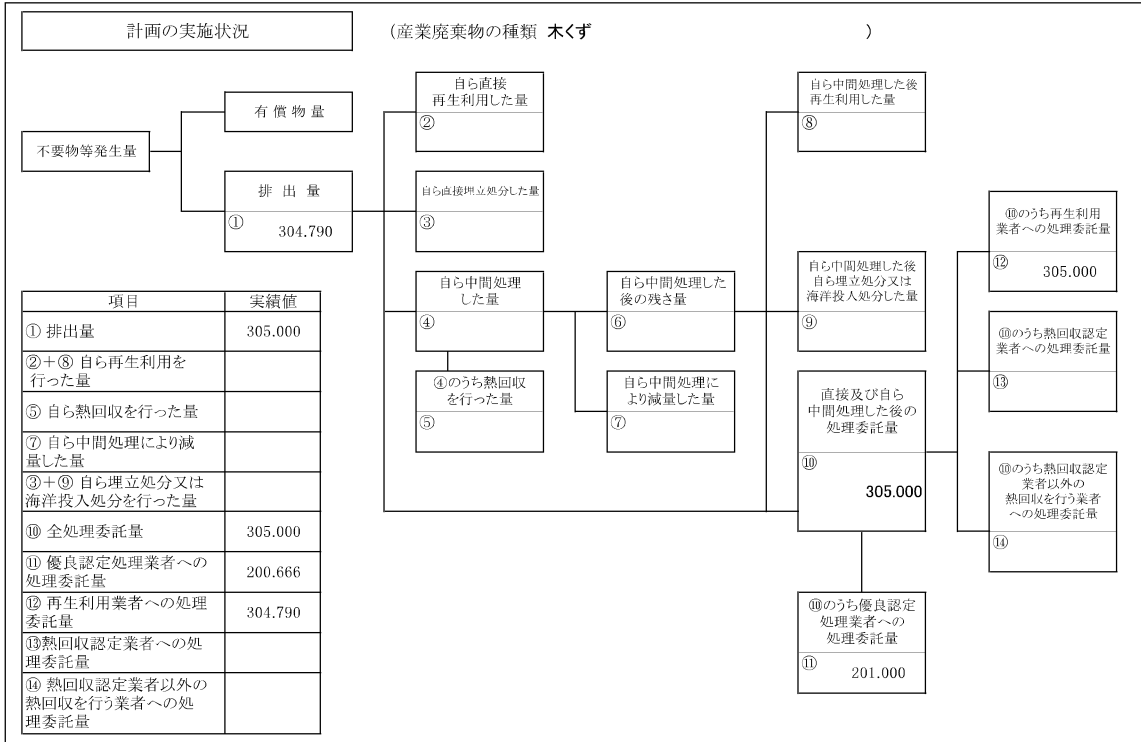 計画の実施状況
(産業廃棄物の種類 木くず )
不要物等発生量
有償物量
排出量
①
304.790
自ら直接
再生利用した量
②
自ら直接埋立処分した量
③
自ら中間処理
した量
④
④のうち熱回収
を行った量
⑤
自ら中間処理した
後の残さ量
⑥
自ら中間処理に
より減量した量
⑦
自ら中間処理した後
再生利用した量
⑧
自ら中間処理した後
自ら埋立処分又は
海洋投入処分した量
⑨
直接及び自ら
中間処理した後の
処理委託量
⑩
305.000
⑩のうち優良認定
処理業者への
処理委託量
⑪
201.000
⑩のうち再生利用
業者への処理委託量
⑫
305.000
⑩のうち熱回収認定
業者への処理委託量
⑬
⑩のうち熱回収認定
業者以外の
熱回収を行う業者
への処理委託量
⑭
項目 実績値
① 排出量 305.000
②+⑧ 自ら再生利用を
行った量
⑤ 自ら熱回収を行った量
⑦ 自ら中間処理により減
量した量
③+⑨ 自ら埋立処分又は
海洋投入処分を行った量
⑩ 全処理委託量 305.000
⑪ 優良認定処理業者への
処理委託量 200.666
⑫ 再生利用業者への処理
委託量 304.790
⑬熱回収認定業者への処
理委託量
⑭ 熱回収認定業者以外の
熱回収を行う業者への処
理委託量